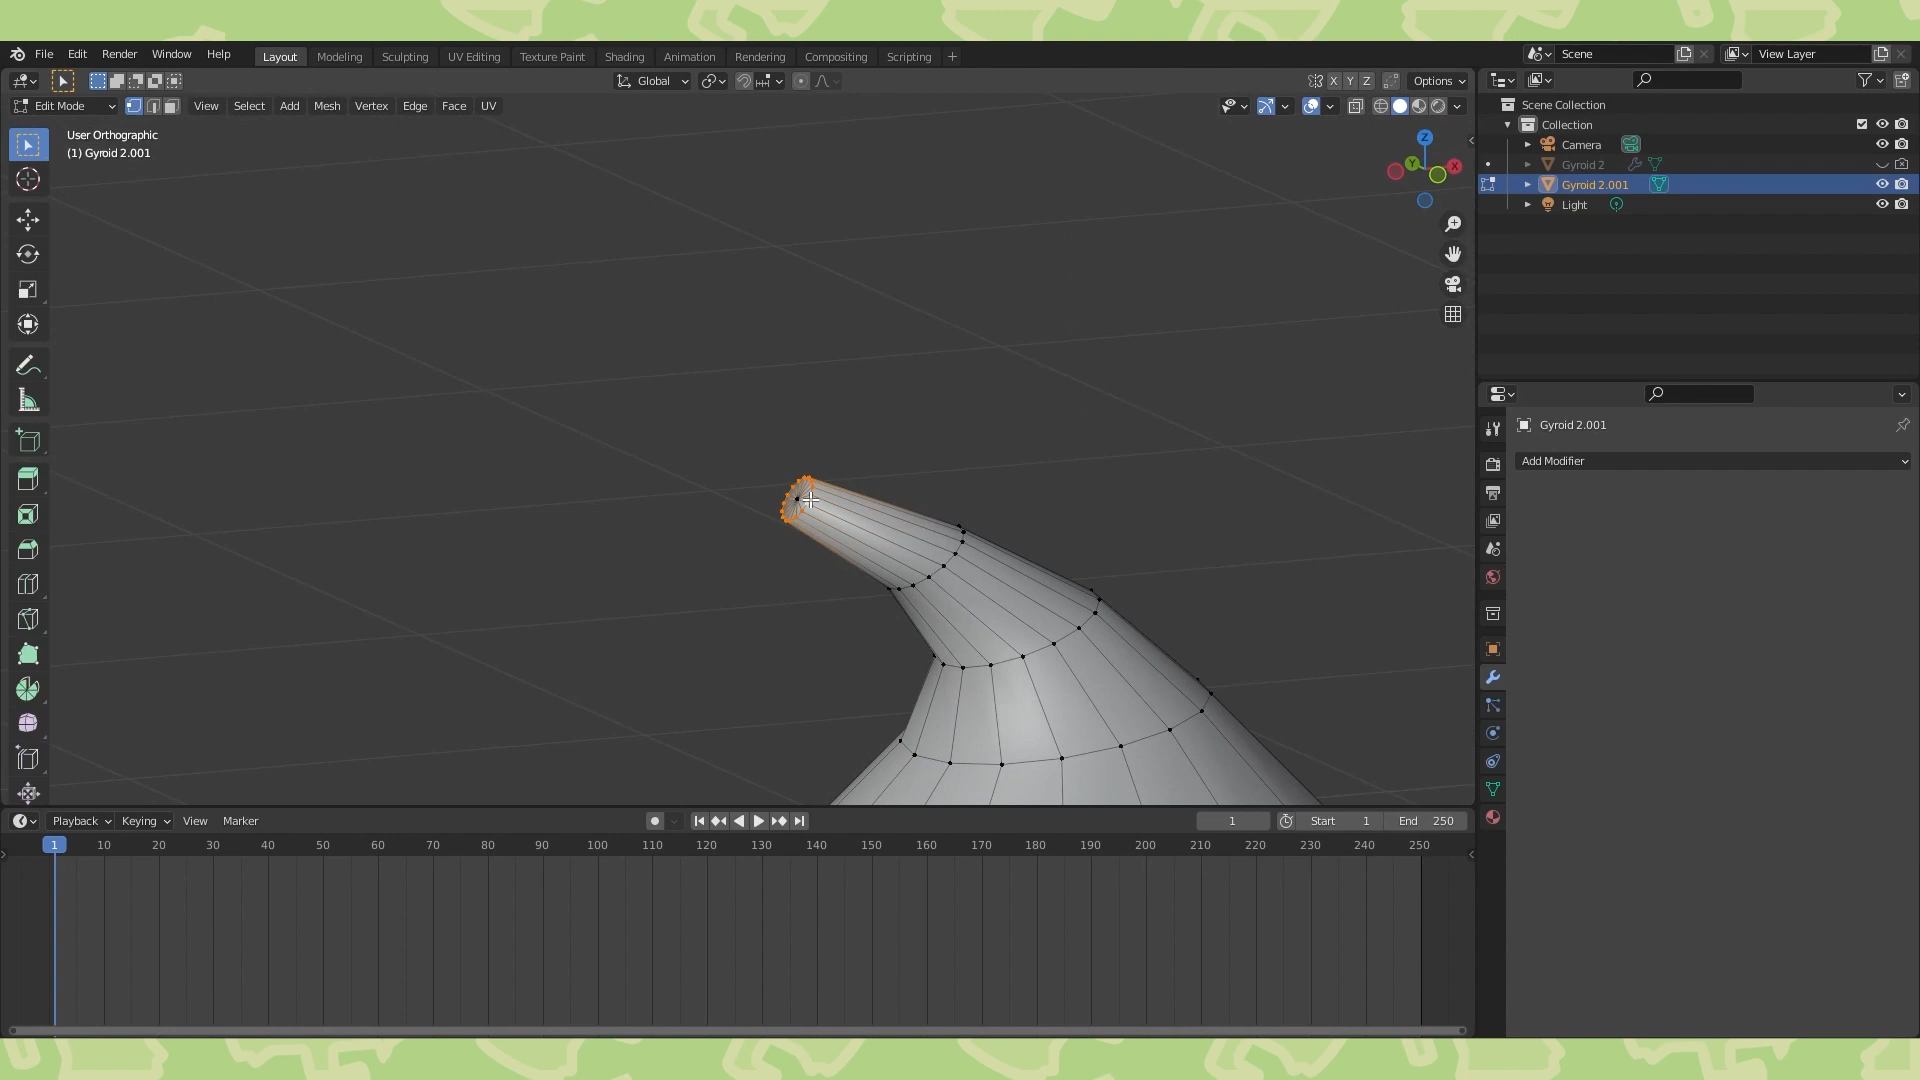 File Edit Render Window Help Layout Modeling Sculpting UV Editing Texture Paint Shading Animation Rendering Compositing Scripting Scene View Layer
Global X Y Z Options
Edit Mode View Select Add Mesh Vertex Edge Face UV
User Orthographic
(1) Gyroid 2.001
Z
Y
X
Scene Collection
Collection
Camera
Gyroid 2
Gyroid 2.001
Light
Gyroid 2.001
Add Modifier
Playback Keying View Marker 1 Start 1 End 250
1 10 20 30 40 50 60 70 80 90 100 110 120 130 140 150 160 170 180 190 200 210 220 230 240 250